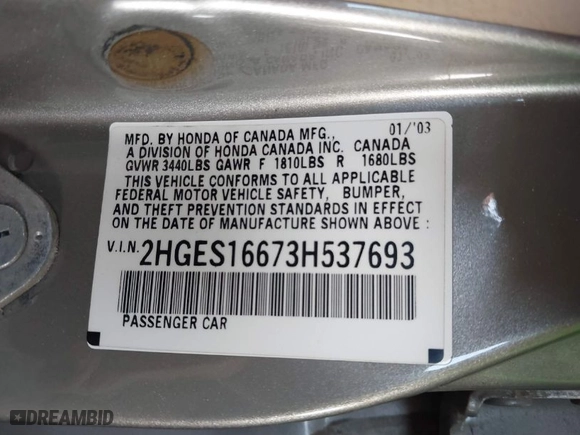 MFD. BY HONDA OF CANADA MFG., 01/'03
A DIVISION OF HONDA CANADA INC. CANADA
GVWR 3440LBS GAWR F 1810LBS R 1680LBS
THIS VEHICLE CONFORMS TO ALL APPLICABLE
FEDERAL MOTOR VEHICLE SAFETY, BUMPER,
AND THEFT PREVENTION STANDARDS IN EFFECT
ON THE DATE OF MANUFACTURE SHOWN ABOVE:
V.I.N. 2HGES16673H537693
PASSENGER CAR
DREAMBID